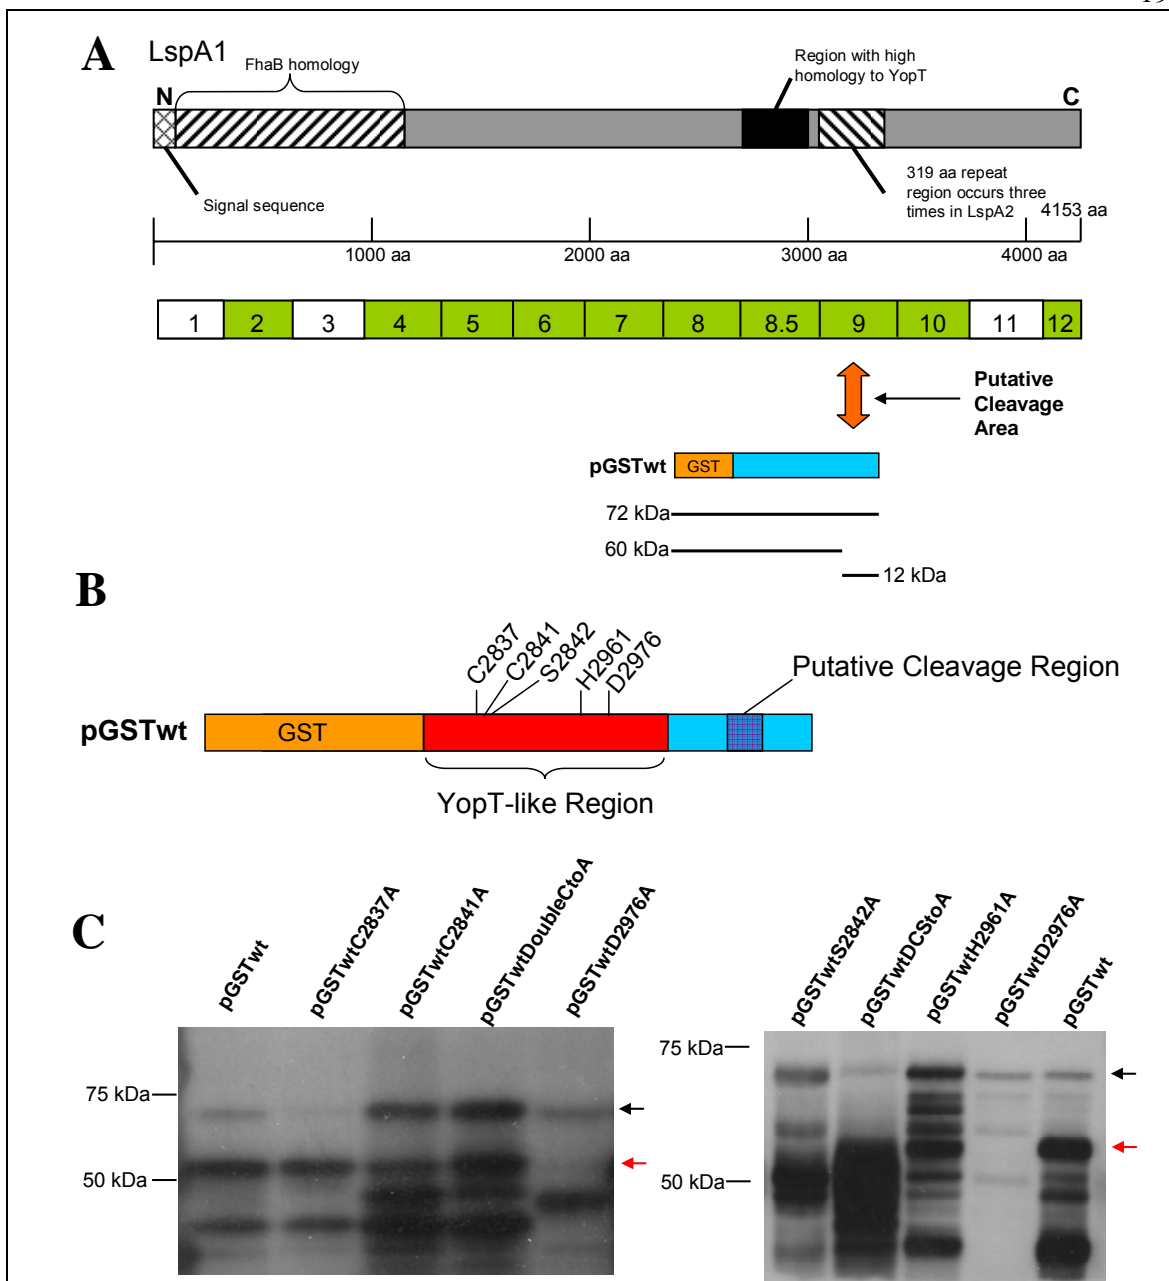 A
LspA1
FhaB homology
Region with high
homology to YopT
N
C
Signal sequence
319 aa repeat
region occurs three
times in LspA2
4153 aa
1000 aa
2000 aa
3000 aa
4000 aa
1 2 3 4 5 6 7 8 8.5 9 10 11 12
Putative
Cleavage
Area
pGSTwt
GST
72 kDa
60 kDa
12 kDa
B
C2837
C2841
S2842
H2961
D2976
Putative Cleavage Region
pGSTwt
GST
YopT-like Region
C
pGSTwt
pGSTwtC2837A
pGSTwtC2841A
pGSTwtDoubleCtoA
pGSTwtD2976A
75 kDa
50 kDa
pGSTwtS2842A
pGSTwtDCStoA
pGSTwtH2961A
pGSTwtD2976A
pGSTwt
75 kDa
50 kDa